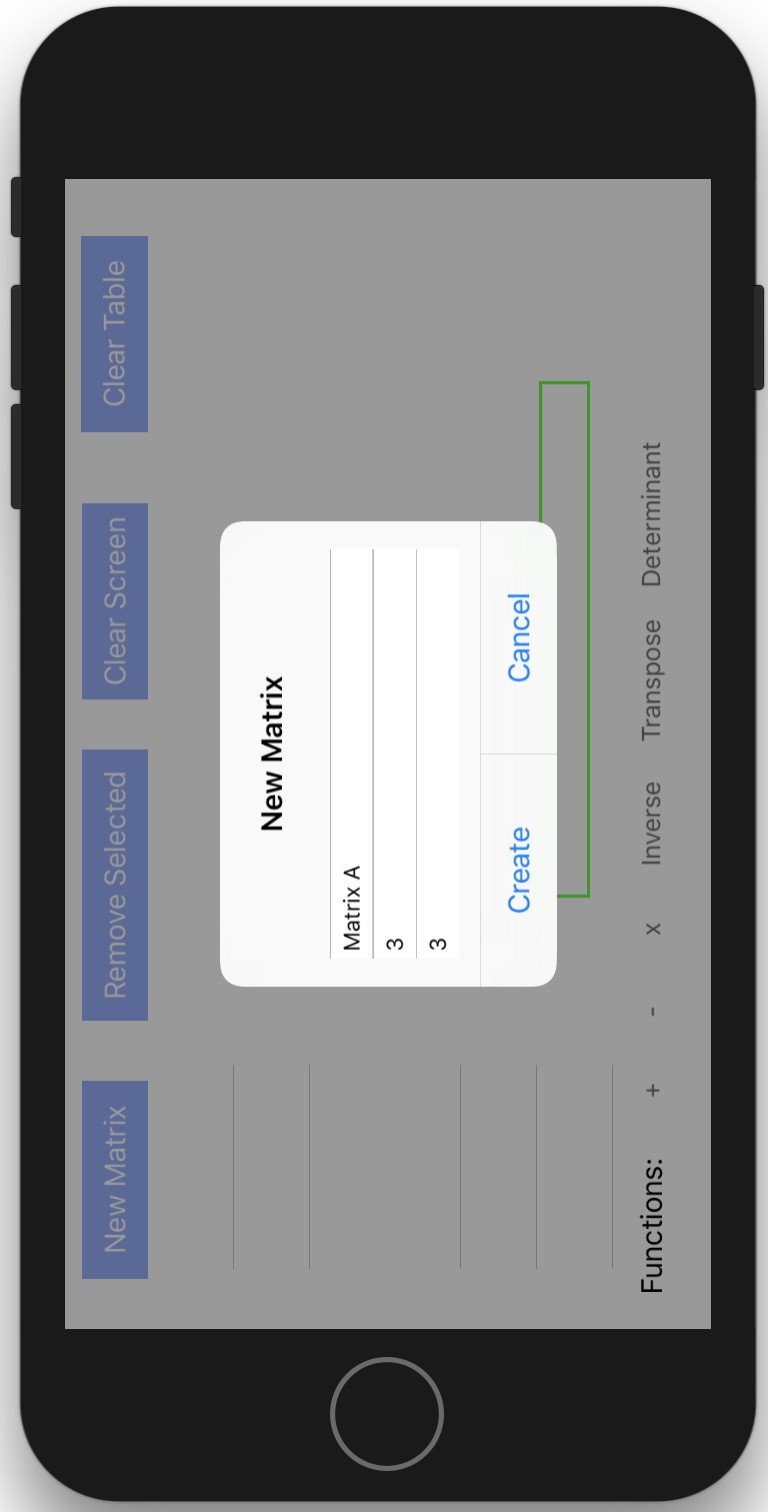 New Matrix Remove Selected Clear Screen Clear Table
New Matrix
Matrix A
3
3
Create Cancel
Functions: + - x Inverse Transpose Determinant